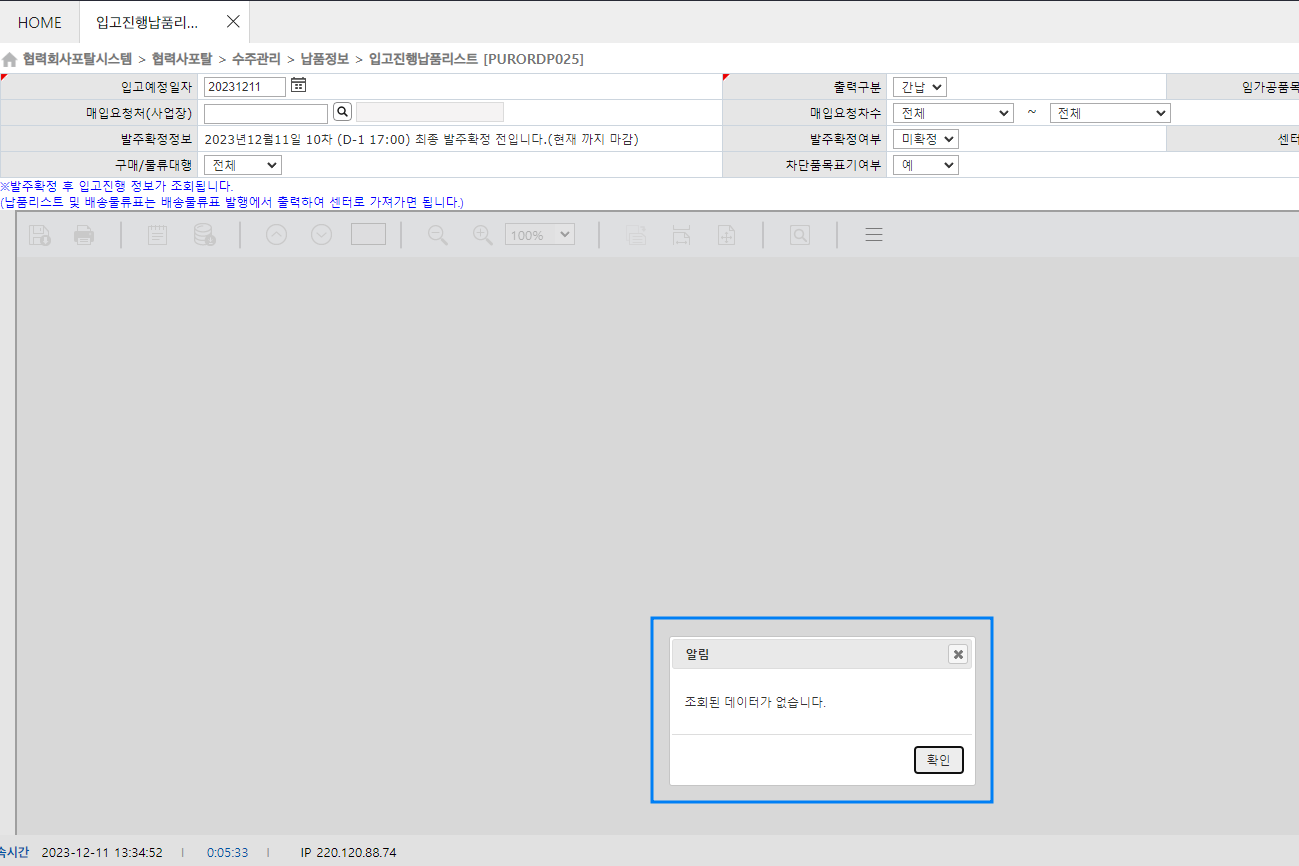 HOME 입고진행납품리...
협력회사포탈시스템 > 협력사포탈 > 수주관리 > 납품정보 > 입고진행납품리스트 [PURORDP025]
입고예정일자 20231211 출력구분 간납 임가공품목
매입요청처(사업장) 매입요청차수 전체 ~ 전체
발주확정정보 2023년12월11일 10차 (D-1 17:00) 최종 발주확정 전입니다.(현재 까지 마감) 발주확정여부 미확정 센터
구매/물류대행 전체 차단품목표기여부 예
※발주확정 후 입고진행 정보가 조회됩니다.
(납품리스트 및 배송물류표는 배송물류표 발행에서 출력하여 센터로 가져가면 됩니다.)
100%
알림
조회된 데이터가 없습니다.
확인
속시간 2023-12-11 13:34:52 | 0:05:33 | IP 220.120.88.74